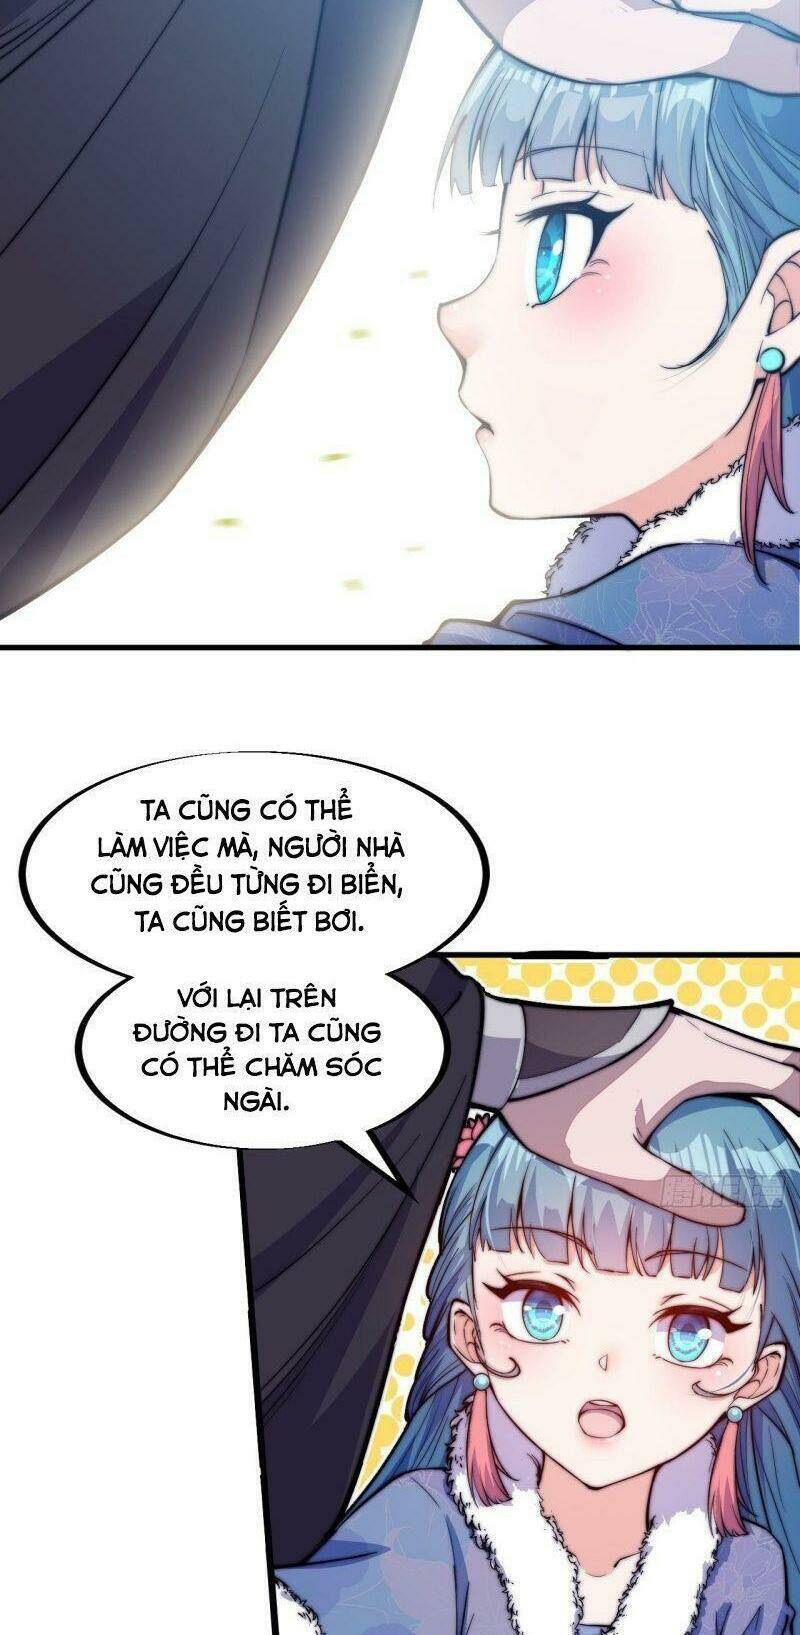 TA CŨNG CÓ THỂ
LÀM VIỆC MÀ, NGƯỜI NHÀ
CŨNG ĐỀU TỪNG ĐI BIỂN,
TA CŨNG BIẾT BƠI.
VỚI LẠI TRÊN
ĐƯỜNG ĐI TA CŨNG
CÓ THỂ CHĂM SÓC
NGÀI.